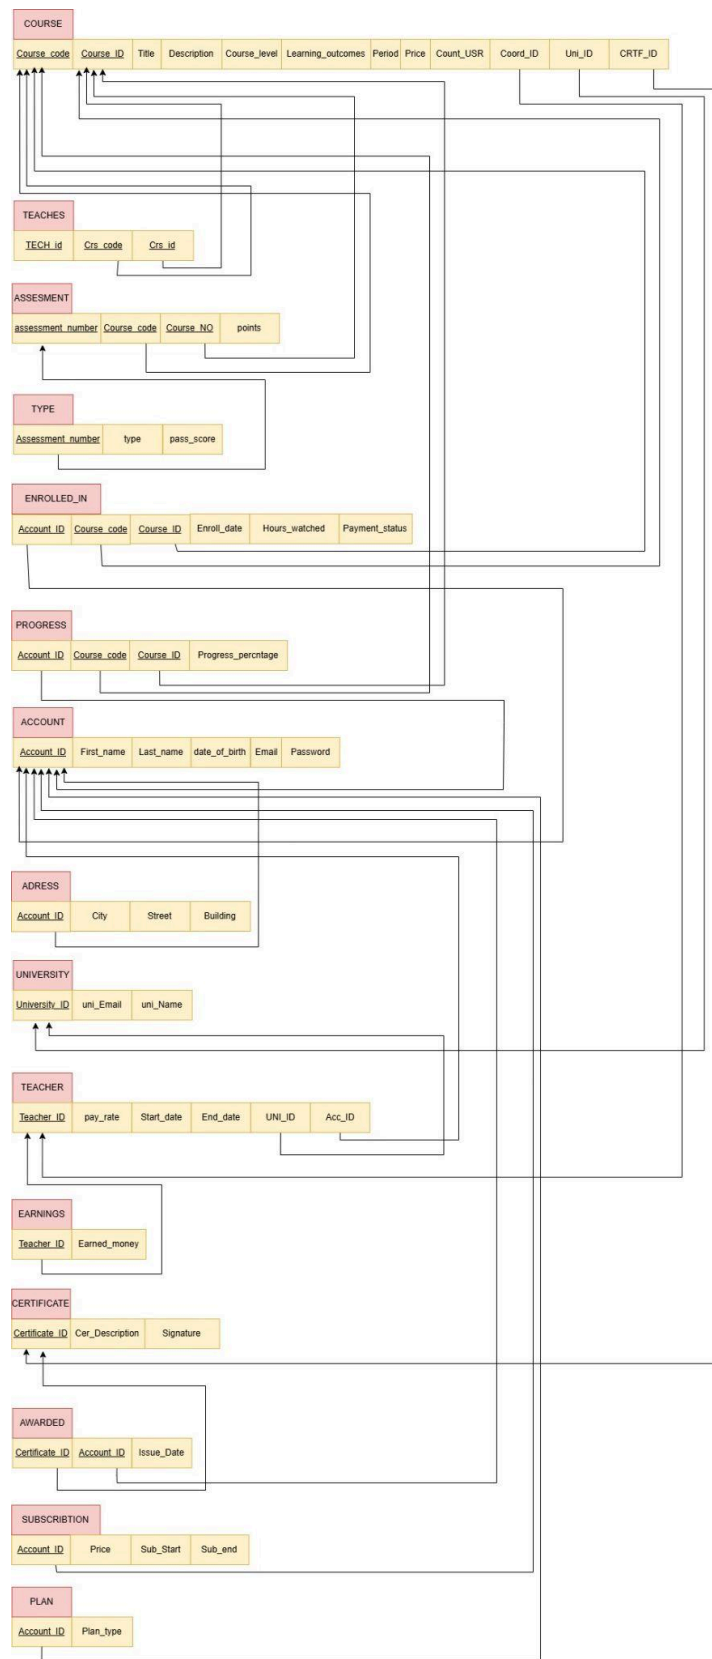 COURSE
Course_code Course_ID Title Description Course_level Learning_outcomes Period Price Count_USR Coord_ID Uni_ID CRTF_ID
TEACHES
TECH_id Crs_code Crs_id
ASSESMENT
assessment_number Course_code Course_NO points
TYPE
Assessment_number type pass_score
ENROLLED_IN
Account_ID Course_code Course_ID Enroll_date Hours_watched Payment_status
PROGRESS
Account_ID Course_code Course_ID Progress_percntage
ACCOUNT
Account_ID First_name Last_name date_of_birth Email Password
ADRESS
Account_ID City Street Building
UNIVERSITY
University_ID uni_Email uni_Name
TEACHER
Teacher_ID pay_rate Start_date End_date UNI_ID Acc_ID
EARNINGS
Teacher_ID Earned_money
CERTIFICATE
Certificate_ID Cer_Description Signature
AWARDED
Certificate_ID Account_ID Issue_Date
SUBSCRIBTION
Account_ID Price Sub_Start Sub_end
PLAN
Account_ID Plan_type